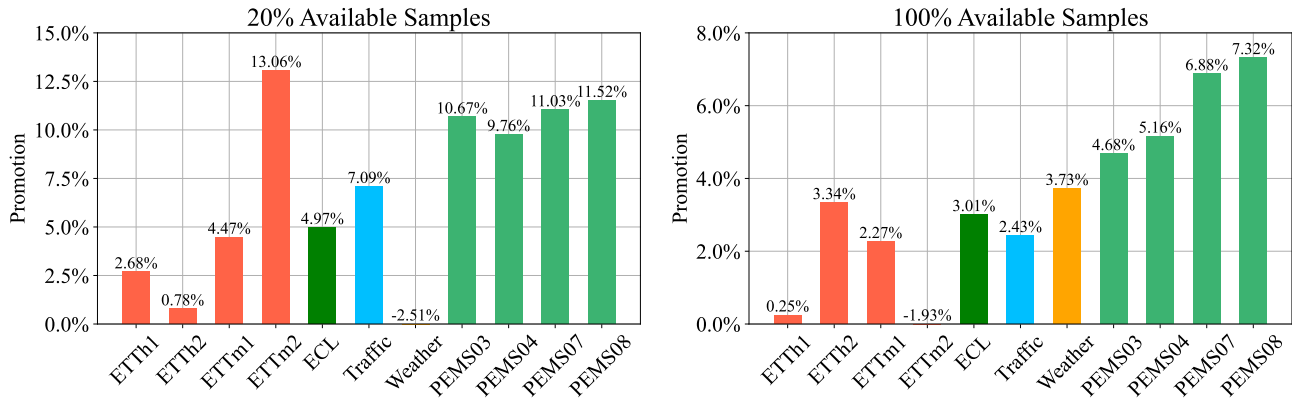 20% Available Samples
15.0%
12.5%
10.0%
7.5%
5.0%
2.5%
0.0%
Promotion
2.68%
0.78%
4.47%
13.06%
4.97%
7.09%
-2.51%
10.67%
9.76%
11.03%
11.52%
ETTh1
ETTh2
ETTm1
ETTm2
ECL
Traffic
Weather
PEMS03
PEMS04
PEMS07
PEMS08
100% Available Samples
8.0%
6.0%
4.0%
2.0%
0.0%
Promotion
0.25%
3.34%
2.27%
-1.93%
3.01%
2.43%
3.73%
4.68%
5.16%
6.88%
7.32%
ETTh1
ETTh2
ETTm1
ETTm2
ECL
Traffic
Weather
PEMS03
PEMS04
PEMS07
PEMS08